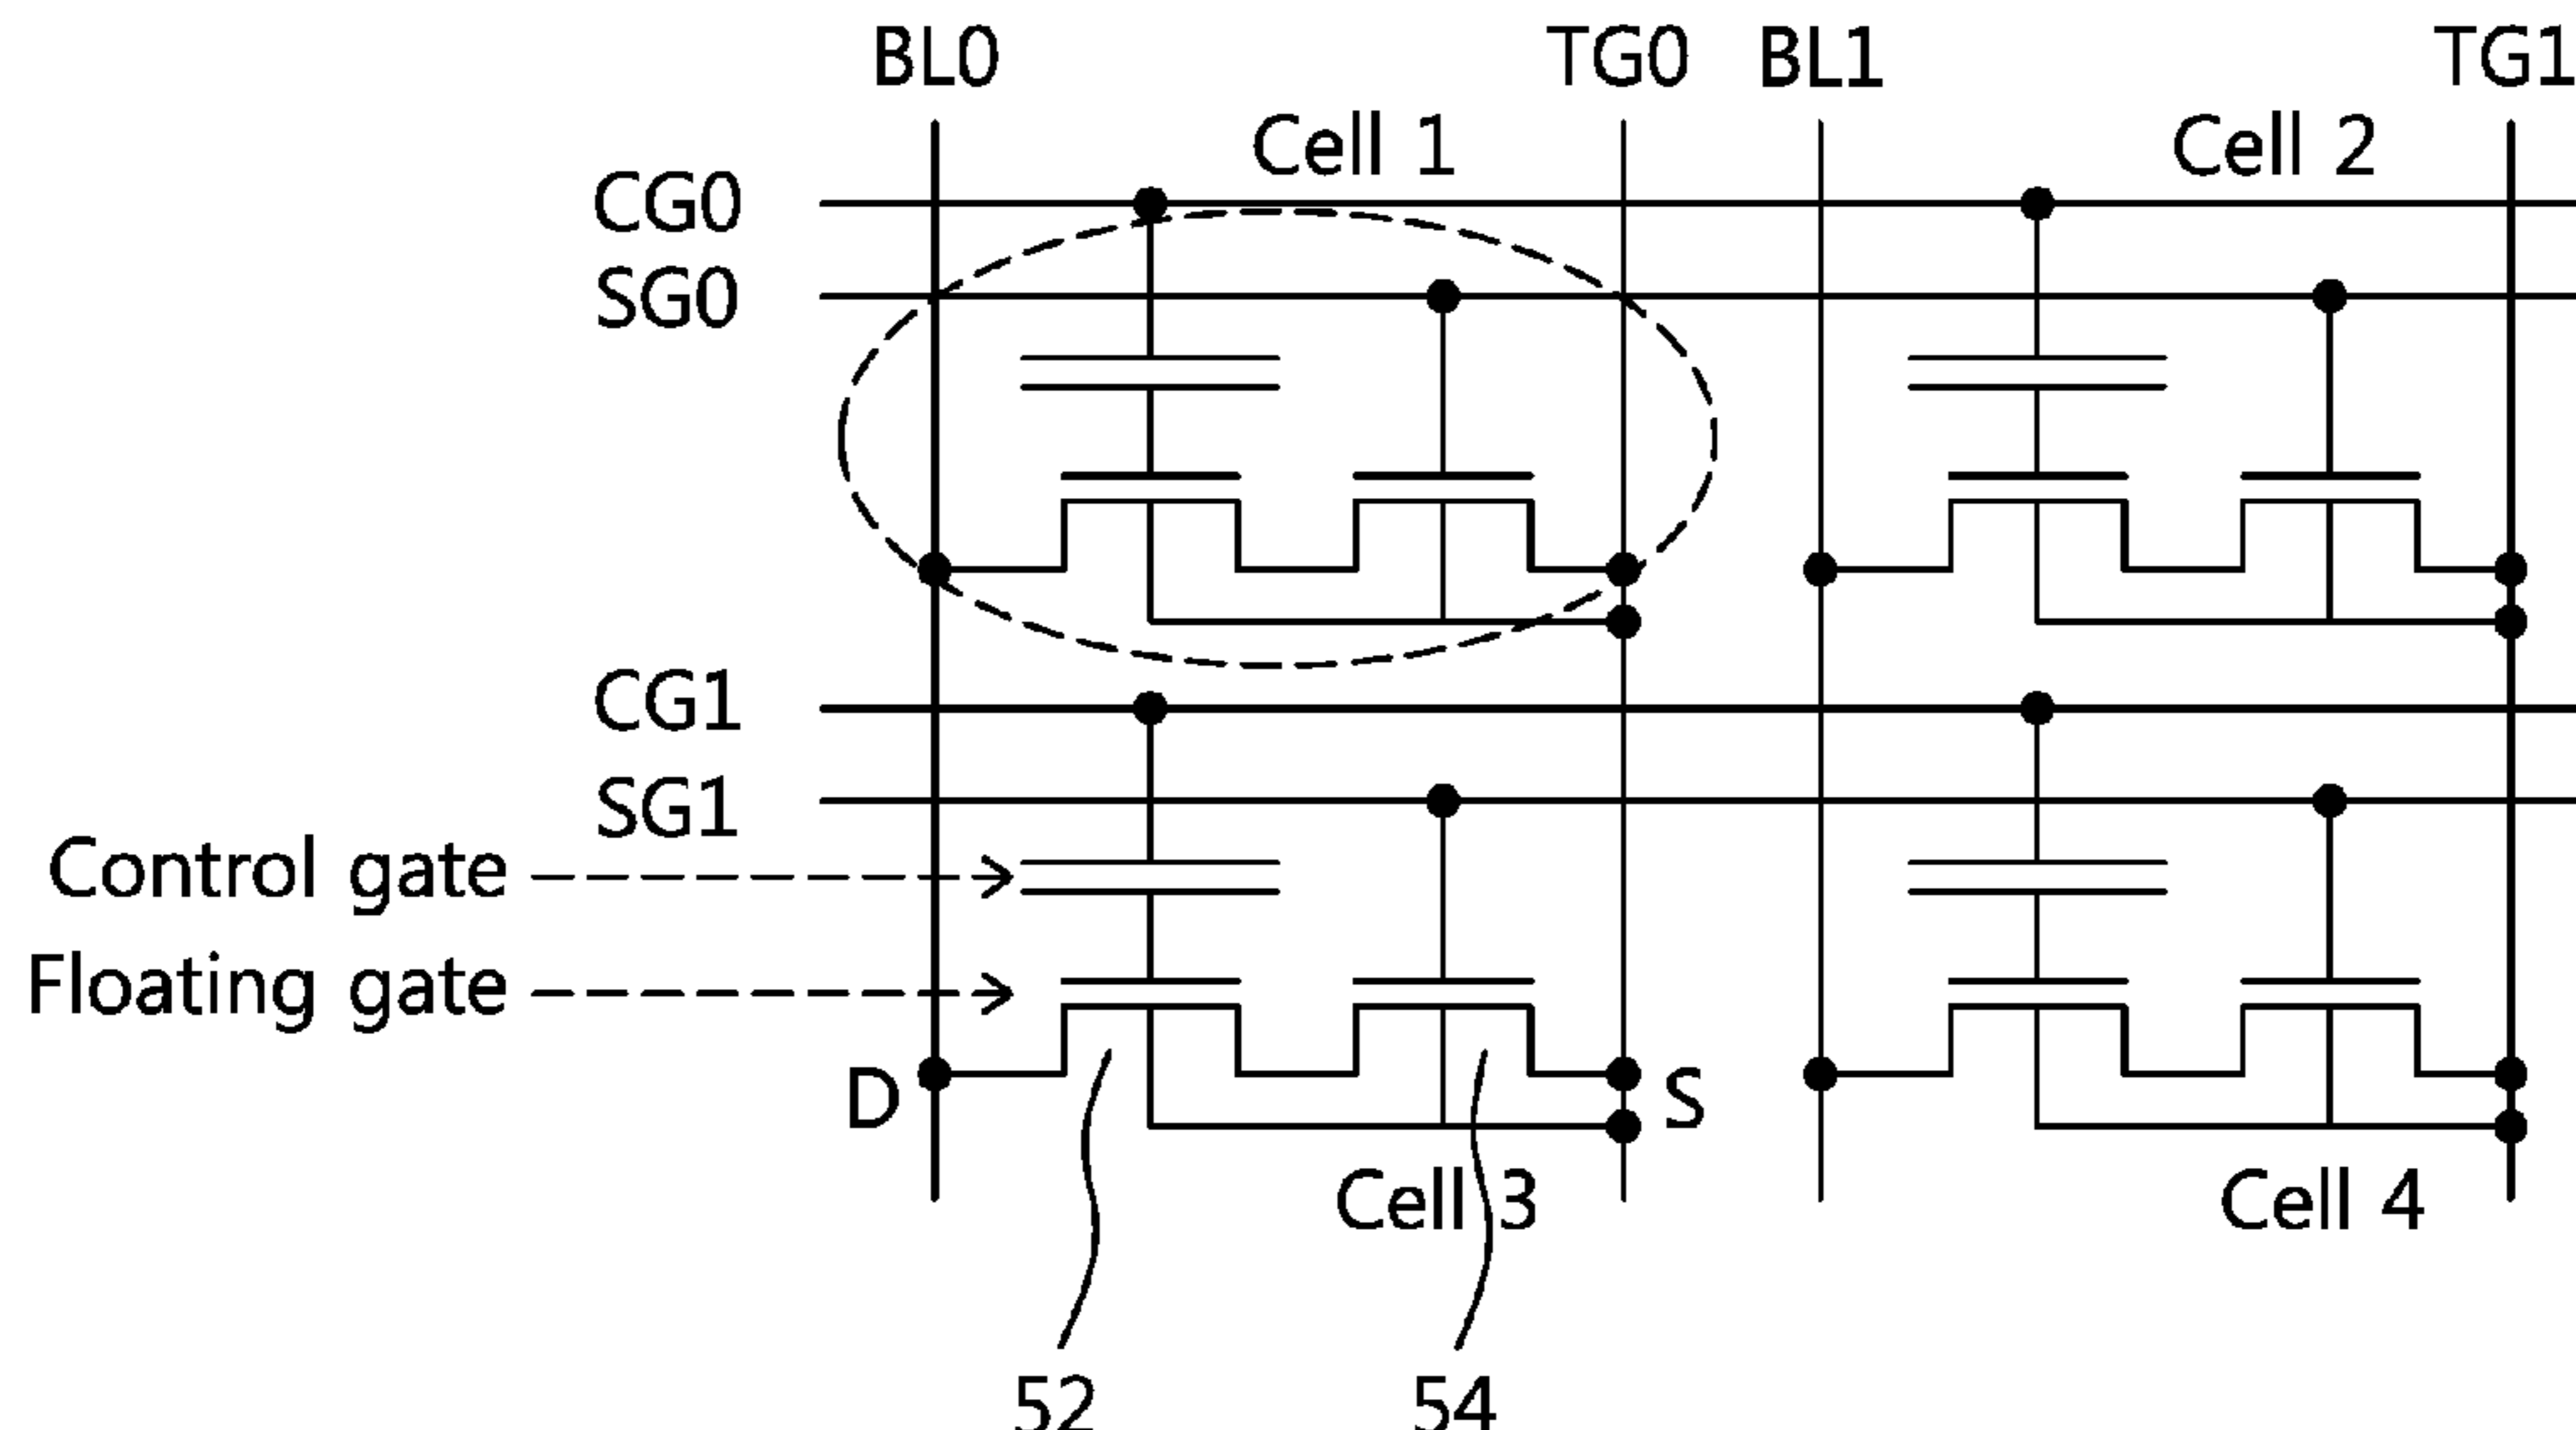 BL0 TG0 BL1 TG1
Cell 1 Cell 2
CG0
SG0
CG1
SG1
Control gate
Floating gate
D S
Cell 3 Cell 4
52 54